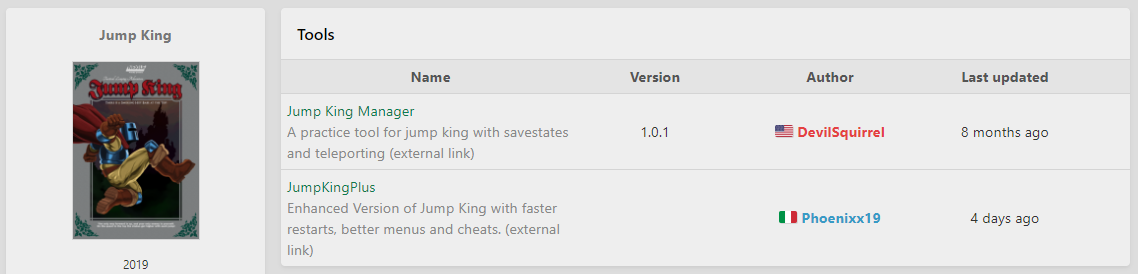 Jump King
Jump King
2019
Tools
Name Version Author Last updated
Jump King Manager
A practice tool for jump king with savestates
and teleporting (external link)
1.0.1 DevilSquirrel 8 months ago
JumpKingPlus
Enhanced Version of Jump King with faster
restarts, better menus and cheats. (external
link)
Phoenixx19 4 days ago